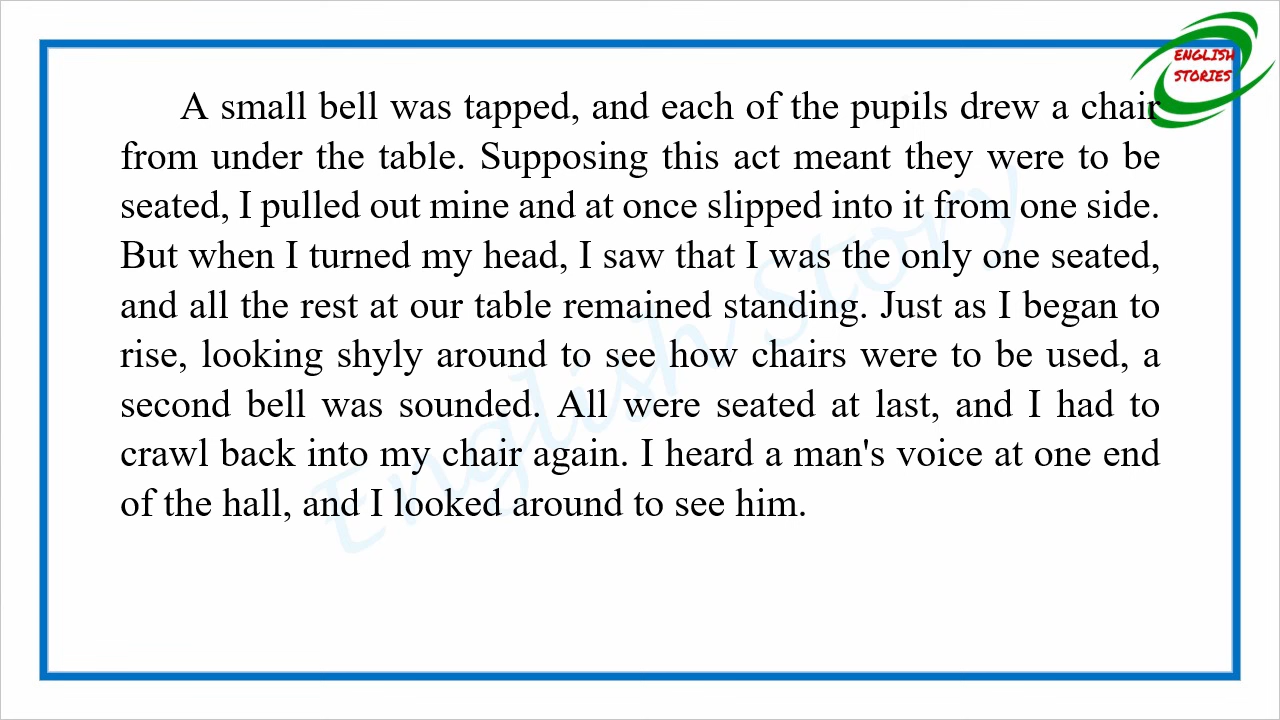 ENGLISH
STORIES
A small bell was tapped, and each of the pupils drew a chair
from under the table. Supposing this act meant they were to be
seated, I pulled out mine and at once slipped into it from one side.
But when I turned my head, I saw that I was the only one seated,
and all the rest at our table remained standing. Just as I began to
rise, looking shyly around to see how chairs were to be used, a
second bell was sounded. All were seated at last, and I had to
crawl back into my chair again. I heard a man's voice at one end
of the hall, and I looked around to see him.
English Story